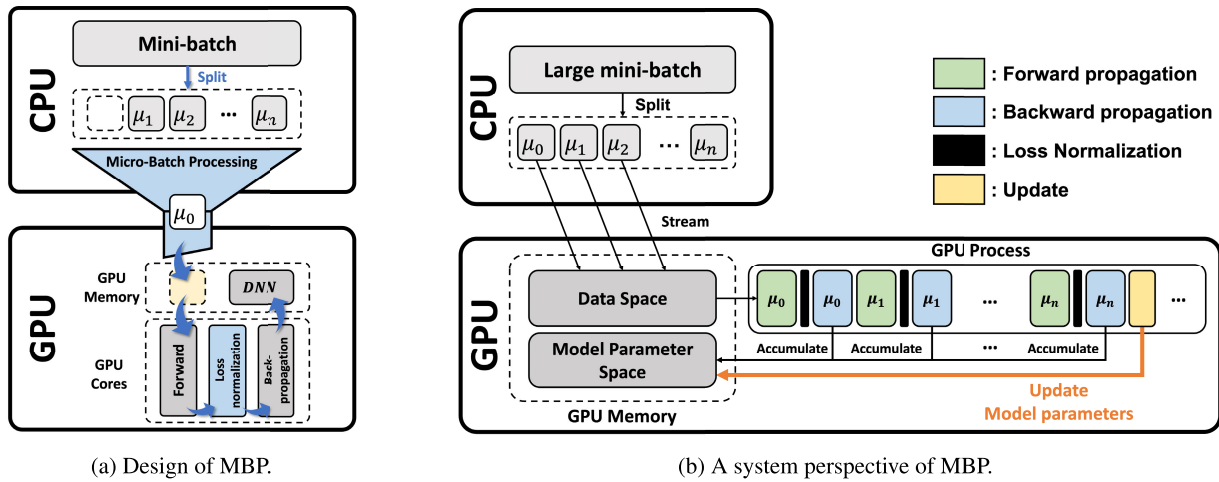 CPU
Mini-batch
Split
μ1 μ2 ··· μn
Micro-Batch Processing
μ0
GPU
GPU
Memory
DNN
GPU
Cores
Forward
Loss
normalization
Back-
propagation
(a) Design of MBP.
CPU
Large mini-batch
Split
μ0 μ1 μ2 ··· μn
Stream
: Forward propagation
: Backward propagation
: Loss Normalization
: Update
GPU
GPU Process
Data Space
μ0 μ0 μ1 μ1 ··· μn μn ···
Accumulate Accumulate ··· Accumulate
Model Parameter
Space
Update
Model parameters
GPU Memory
(b) A system perspective of MBP.